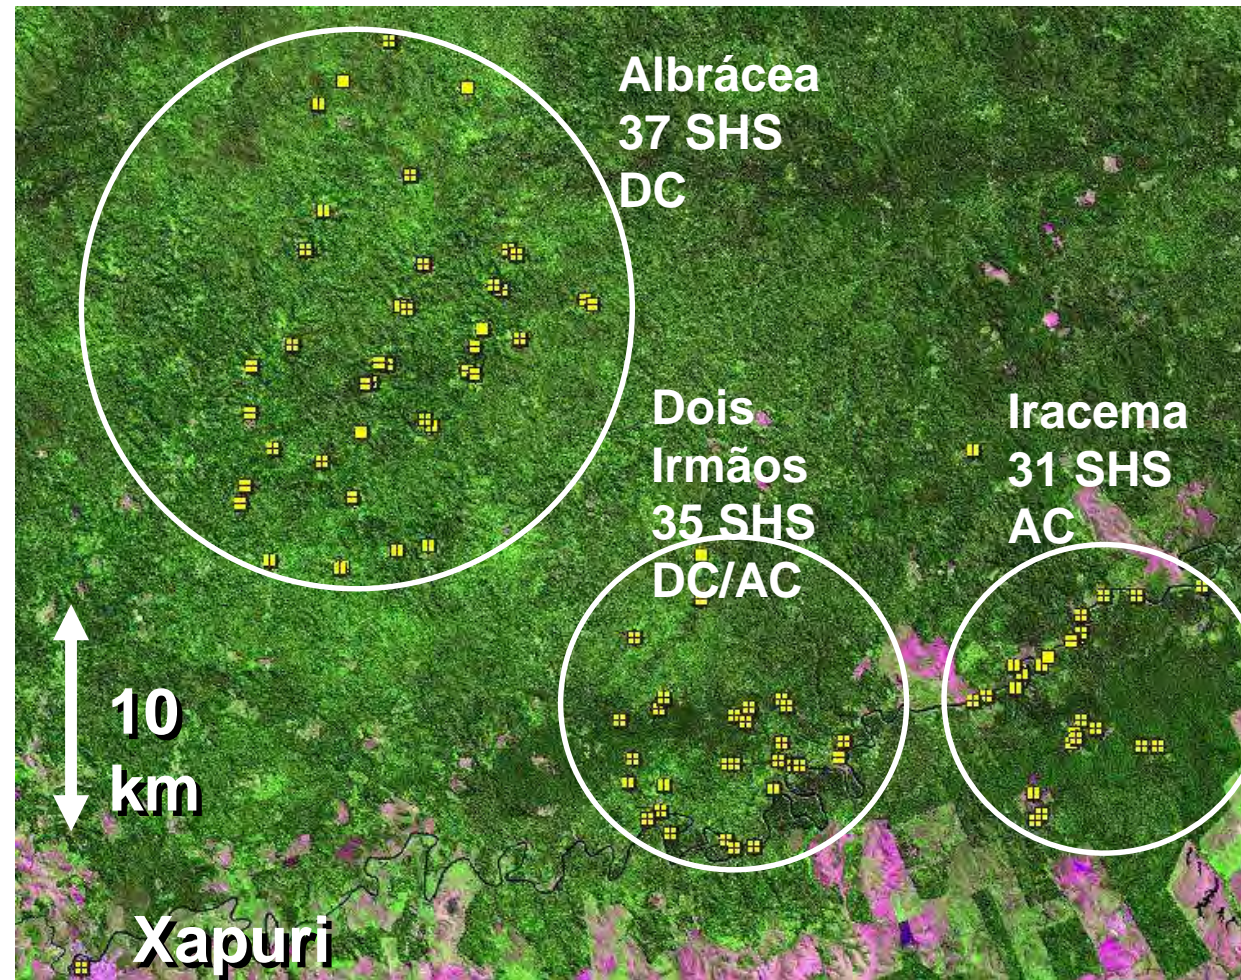 Albrácea
37 SHS
DC
Dois
Irmãos
35 SHS
DC/AC
Iracema
31 SHS
AC
10
km
Xapuri